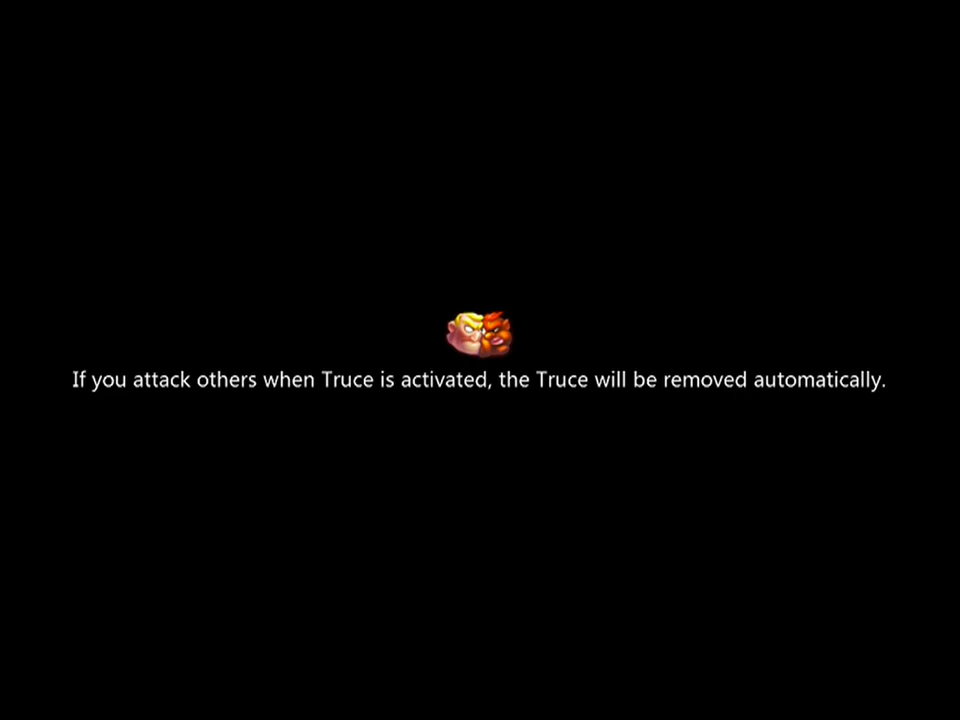 If you attack others when Truce is activated, the Truce will be removed automatically.